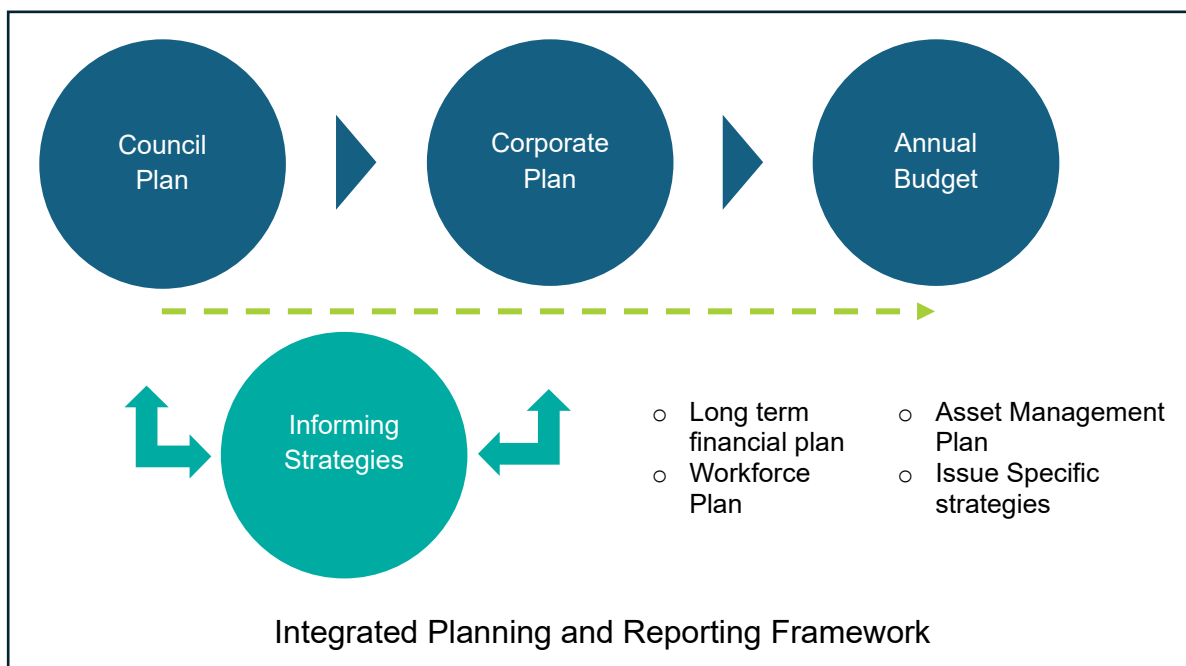 Council
Plan
Corporate
Plan
Annual
Budget
Informing
Strategies
o Long term
financial plan
o Workforce
Plan
o Asset Management
Plan
o Issue Specific
strategies
Integrated Planning and Reporting Framework